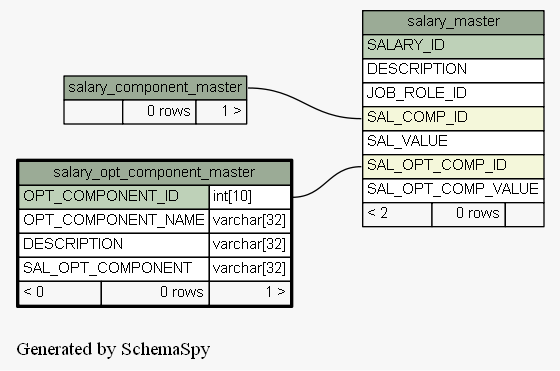 salary_master
SALARY_ID
DESCRIPTION
JOB_ROLE_ID
SAL_COMP_ID
SAL_VALUE
SAL_OPT_COMP_ID
SAL_OPT_COMP_VALUE
< 2 0 rows
salary_component_master
0 rows 1 >
salary_opt_component_master
OPT_COMPONENT_ID int[10]
OPT_COMPONENT_NAME varchar[32]
DESCRIPTION varchar[32]
SAL_OPT_COMPONENT varchar[32]
< 0 0 rows 1 >
Generated by SchemaSpy